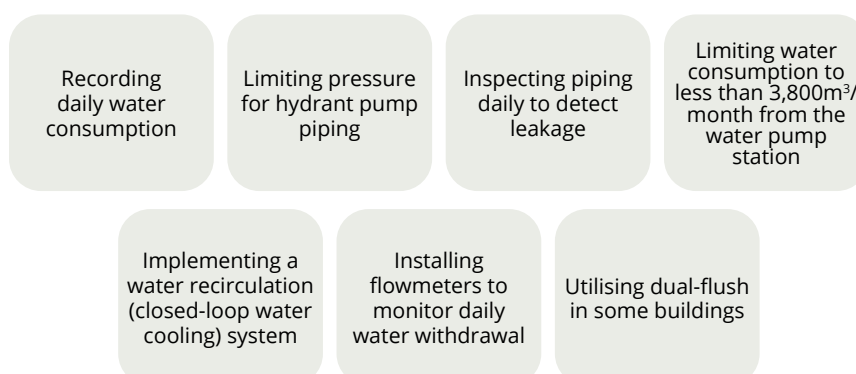 Recording
daily water
consumption
Limiting pressure
for hydrant pump
piping
Inspecting piping
daily to detect
leakage
Limiting water
consumption to
less than 3,800m³/
month from the
water pump
station
Implementing a
water recirculation
(closed-loop water
cooling) system
Installing
flowmeters to
monitor daily
water withdrawal
Utilising dual-flush
in some buildings